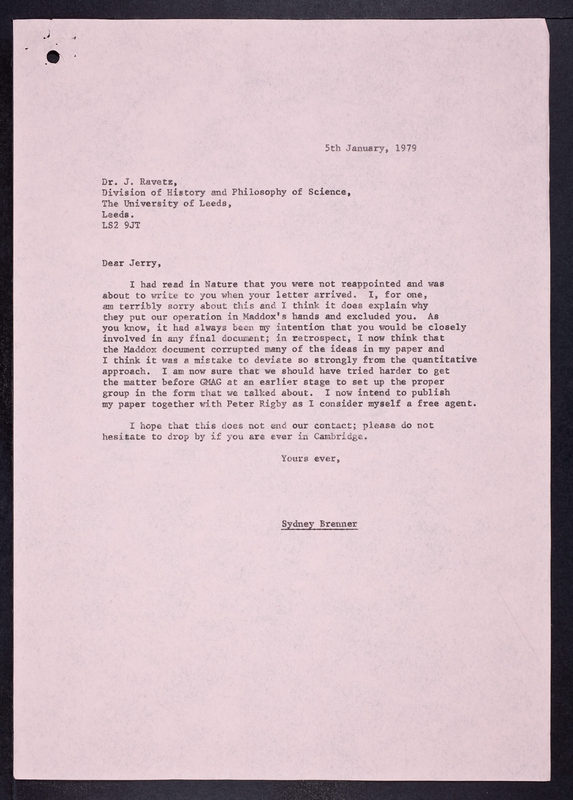 5th January, 1979
Dr. J. Ravetz,
Division of History and Philosophy of Science,
The University of Leeds,
Leeds.
LS2 9JT
Dear Jerry,
I had read in Nature that you were not reappointed and was
about to write to you when your letter arrived. I, for one,
am terribly sorry about this and I think it does explain why
they put our operation in Maddox's hands and excluded you. As
you know, it had always been my intention that you would be closely
involved in any final document; in retrospect, I now think that
the Maddox document corrupted many of the ideas in my paper and
I think it was a mistake to deviate so strongly from the quantitative
approach. I am now sure that we should have tried harder to get
the matter before GMAG at an earlier stage to set up the proper
group in the form that we talked about. I now intend to publish
my paper together with Peter Rigby as I consider myself a free agent.
I hope that this does not end our contact; please do not
hesitate to drop by if you are ever in Cambridge.
Yours ever,
Sydney Brenner